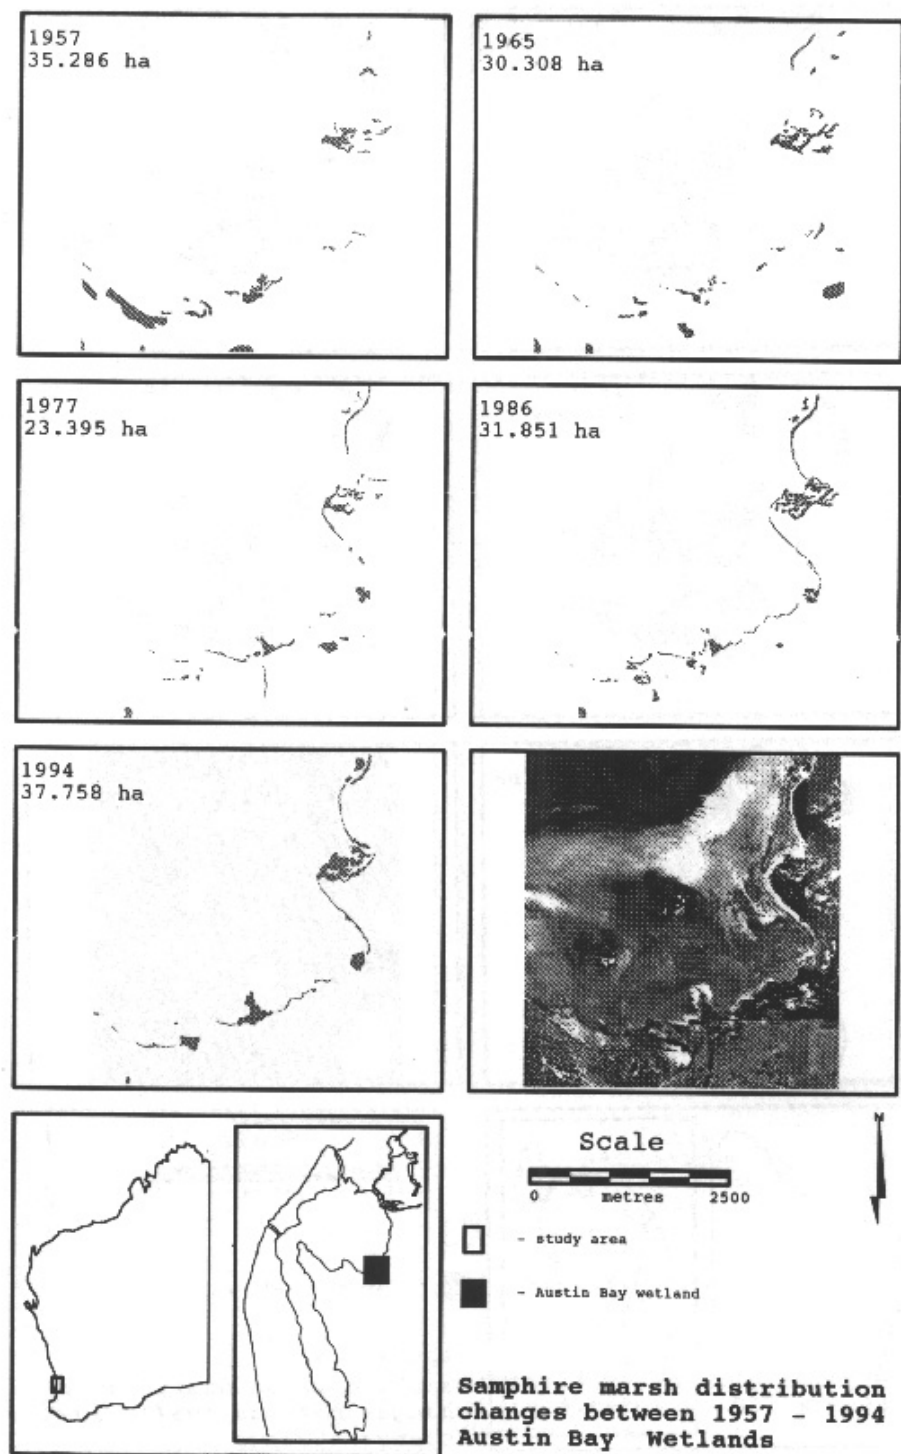 1957
35.286 ha
1965
30.308 ha
1977
23.395 ha
1986
31.851 ha
1994
37.758 ha
N
Scale
0 metres 2500
- study area
- Austin Bay wetland
Samphire marsh distribution
changes between 1957 - 1994
Austin Bay Wetlands